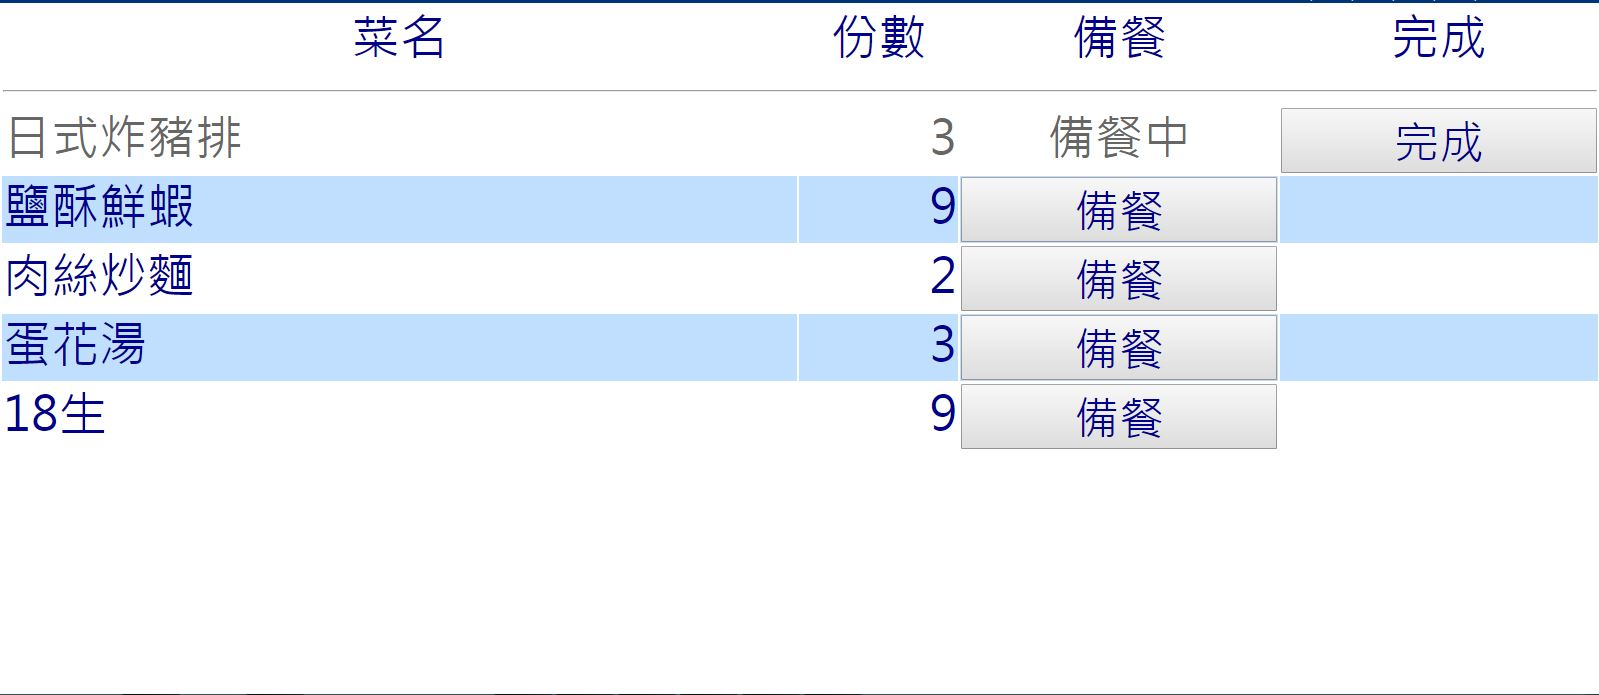 菜名 份數 備餐 完成
日式炸豬排 3 備餐中 完成
鹽酥鮮蝦 9 備餐
肉絲炒麵 2 備餐
蛋花湯 3 備餐
18生 9 備餐